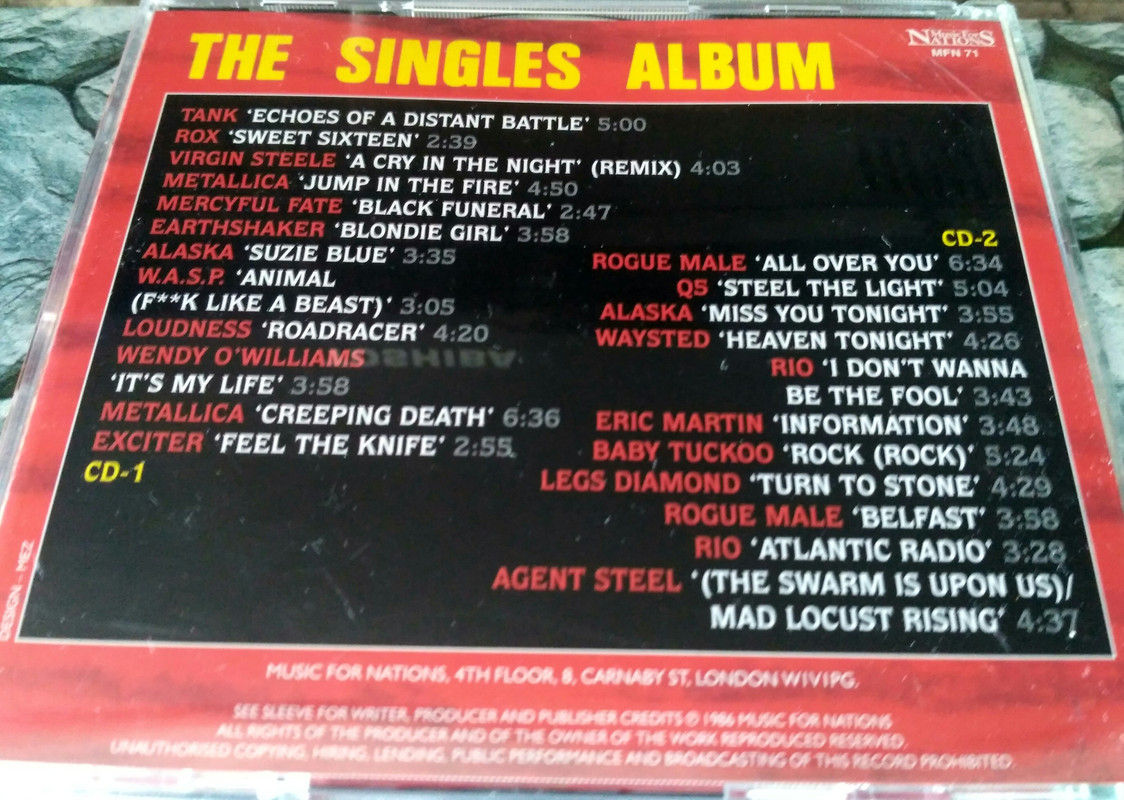 THE SINGLES ALBUM
Music For
NATIONS
MFN 71
TANK ‘ECHOES OF A DISTANT BATTLE’ 5:00
ROX ‘SWEET SIXTEEN’ 2:39
VIRGIN STEELE ‘A CRY IN THE NIGHT’ (REMIX) 4:03
METALLICA ‘JUMP IN THE FIRE’ 4:50
MERCYFUL FATE ‘BLACK FUNERAL’ 2:47
EARTHSHAKER ‘BLONDIE GIRL’ 3:58
ALASKA ‘SUZIE BLUE’ 3:35
W.A.S.P. ‘ANIMAL
(F**K LIKE A BEAST)’ 3:05
LOUDNESS ‘ROADRACER’ 4:20
WENDY O’WILLIAMS
‘IT’S MY LIFE’ 3:58
METALLICA ‘CREEPING DEATH’ 6:36
EXCITER ‘FEEL THE KNIFE’ 2:55
CD-1
CD-2
ROGUE MALE ‘ALL OVER YOU’ 6:34
Q5 ‘STEEL THE LIGHT’ 5:04
ALASKA ‘MISS YOU TONIGHT’ 3:55
WAYSTED ‘HEAVEN TONIGHT’ 4:26
RIO ‘I DON’T WANNA
BE THE FOOL’ 3:43
ERIC MARTIN ‘INFORMATION’ 3:48
BABY TUCKOO ‘ROCK (ROCK)’ 5:24
LEGS DIAMOND ‘TURN TO STONE’ 4:29
ROGUE MALE ‘BELFAST’ 3:58
RIO ‘ATLANTIC RADIO’ 3:28
AGENT STEEL ‘(THE SWARM IS UPON US)/
MAD LOCUST RISING’ 4:37
DESIGN - MEZ
MUSIC FOR NATIONS, 4TH FLOOR, 8, CARNABY ST, LONDON W1V1PG.
SEE SLEEVE FOR WRITER, PRODUCER AND PUBLISHER CREDITS ℗ 1986 MUSIC FOR NATIONS
ALL RIGHTS OF THE PRODUCER AND OF THE OWNER OF THE WORK REPRODUCED RESERVED.
UNAUTHORISED COPYING, HIRING, LENDING, PUBLIC PERFORMANCE AND BROADCASTING OF THIS RECORD PROHIBITED.